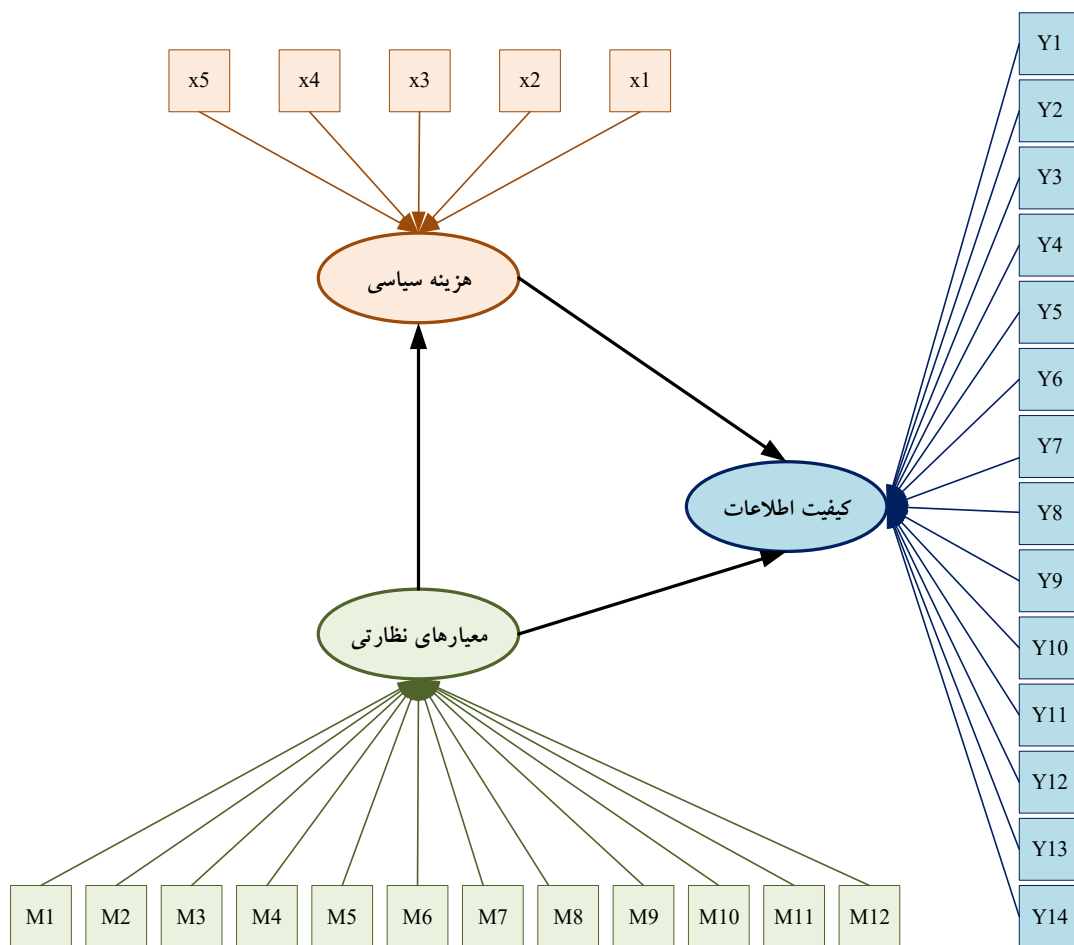 x5 x4 x3 x2 x1
هزینه سیاسی
کیفیت اطلاعات
معیارهای نظارتی
M1 M2 M3 M4 M5 M6 M7 M8 M9 M10 M11 M12
Y1
Y2
Y3
Y4
Y5
Y6
Y7
Y8
Y9
Y10
Y11
Y12
Y13
Y14